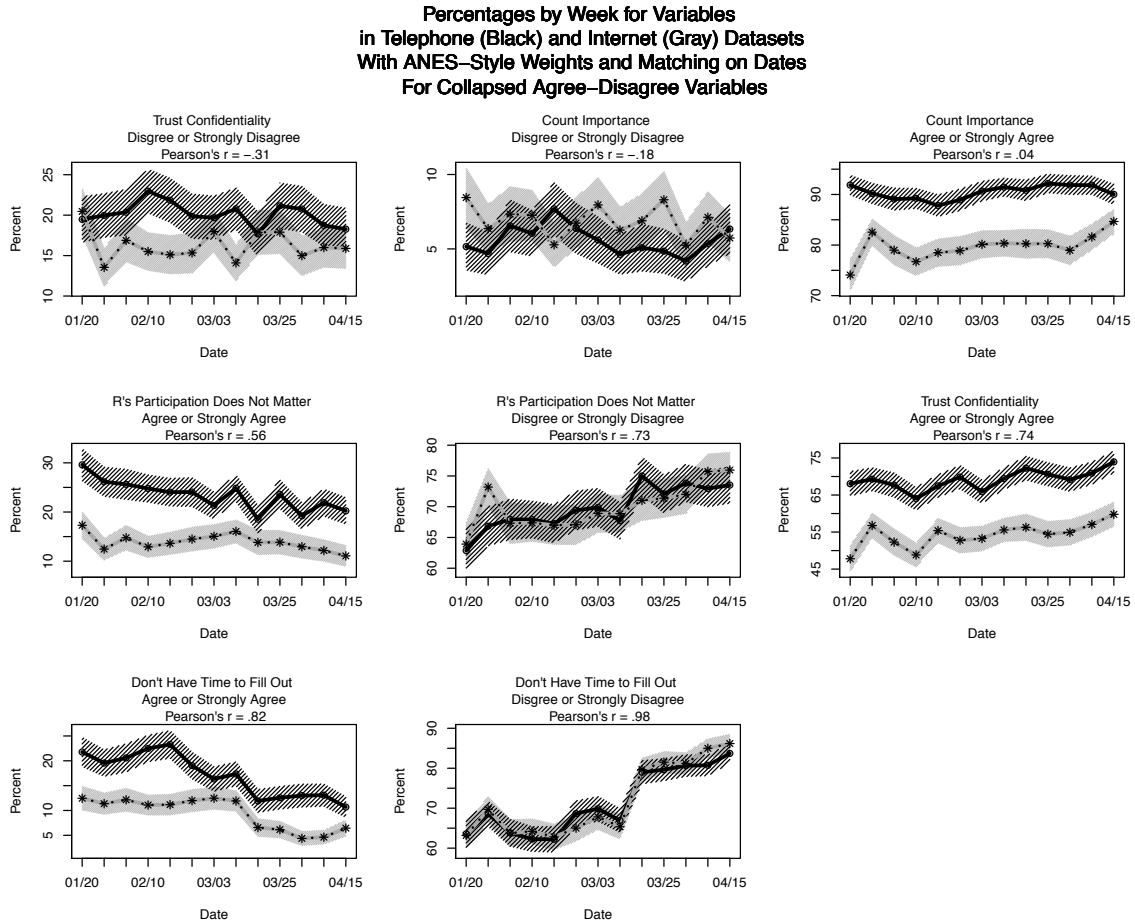 Percentages by Week for Variables
in Telephone (Black) and Internet (Gray) Datasets
With ANES−Style Weights and Matching on Dates
For Collapsed Agree−Disagree Variables
Trust Confidentiality
Disgree or Strongly Disagree
Pearson's r = −.31
Percent
25
20
15
10
01/20 02/10 03/03 03/25 04/15
Date
Count Importance
Disgree or Strongly Disagree
Pearson's r = −.18
Percent
10
5
01/20 02/10 03/03 03/25 04/15
Date
Count Importance
Agree or Strongly Agree
Pearson's r = .04
Percent
90
80
70
01/20 02/10 03/03 03/25 04/15
Date
R's Participation Does Not Matter
Agree or Strongly Agree
Pearson's r = .56
Percent
30
20
10
01/20 02/10 03/03 03/25 04/15
Date
R's Participation Does Not Matter
Disgree or Strongly Disagree
Pearson's r = .73
Percent
80
75
70
65
60
01/20 02/10 03/03 03/25 04/15
Date
Trust Confidentiality
Agree or Strongly Agree
Pearson's r = .74
Percent
75
65
55
45
01/20 02/10 03/03 03/25 04/15
Date
Don't Have Time to Fill Out
Agree or Strongly Agree
Pearson's r = .82
Percent
20
10
5
01/20 02/10 03/03 03/25 04/15
Date
Don't Have Time to Fill Out
Disgree or Strongly Disagree
Pearson's r = .98
Percent
90
80
70
60
01/20 02/10 03/03 03/25 04/15
Date